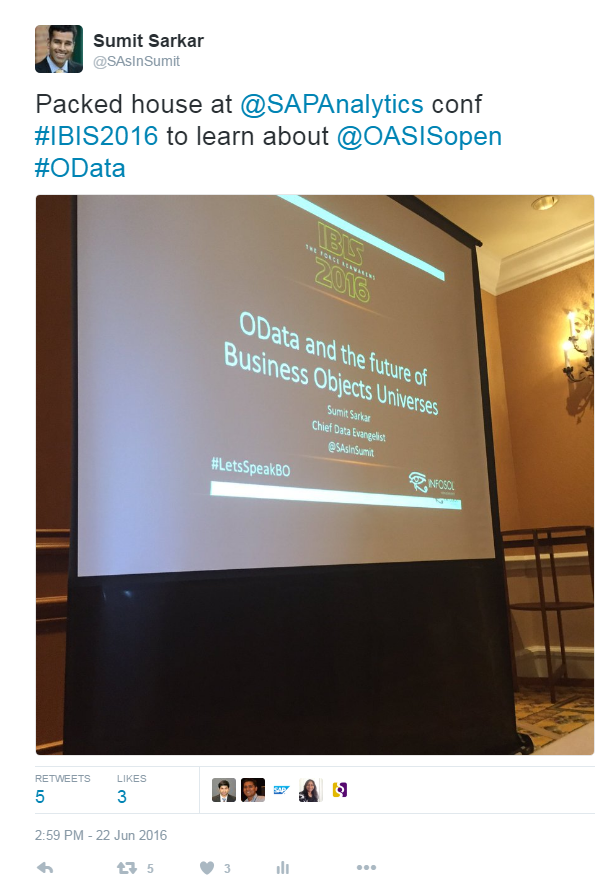 Sumit Sarkar
@SAsInSumit
Packed house at @SAPAnalytics conf
#IBIS2016 to learn about @OASISopen
#OData
IBIS
THE FORCE REAWAKENS
2016
OData and the future of
Business Objects Universes
Sumit Sarkar
Chief Data Evangelist
@SAsInSumit
#LetsSpeakBO
INFOSOL
RETWEETS LIKES
5 3
SAP
2:59 PM - 22 Jun 2016
5 3